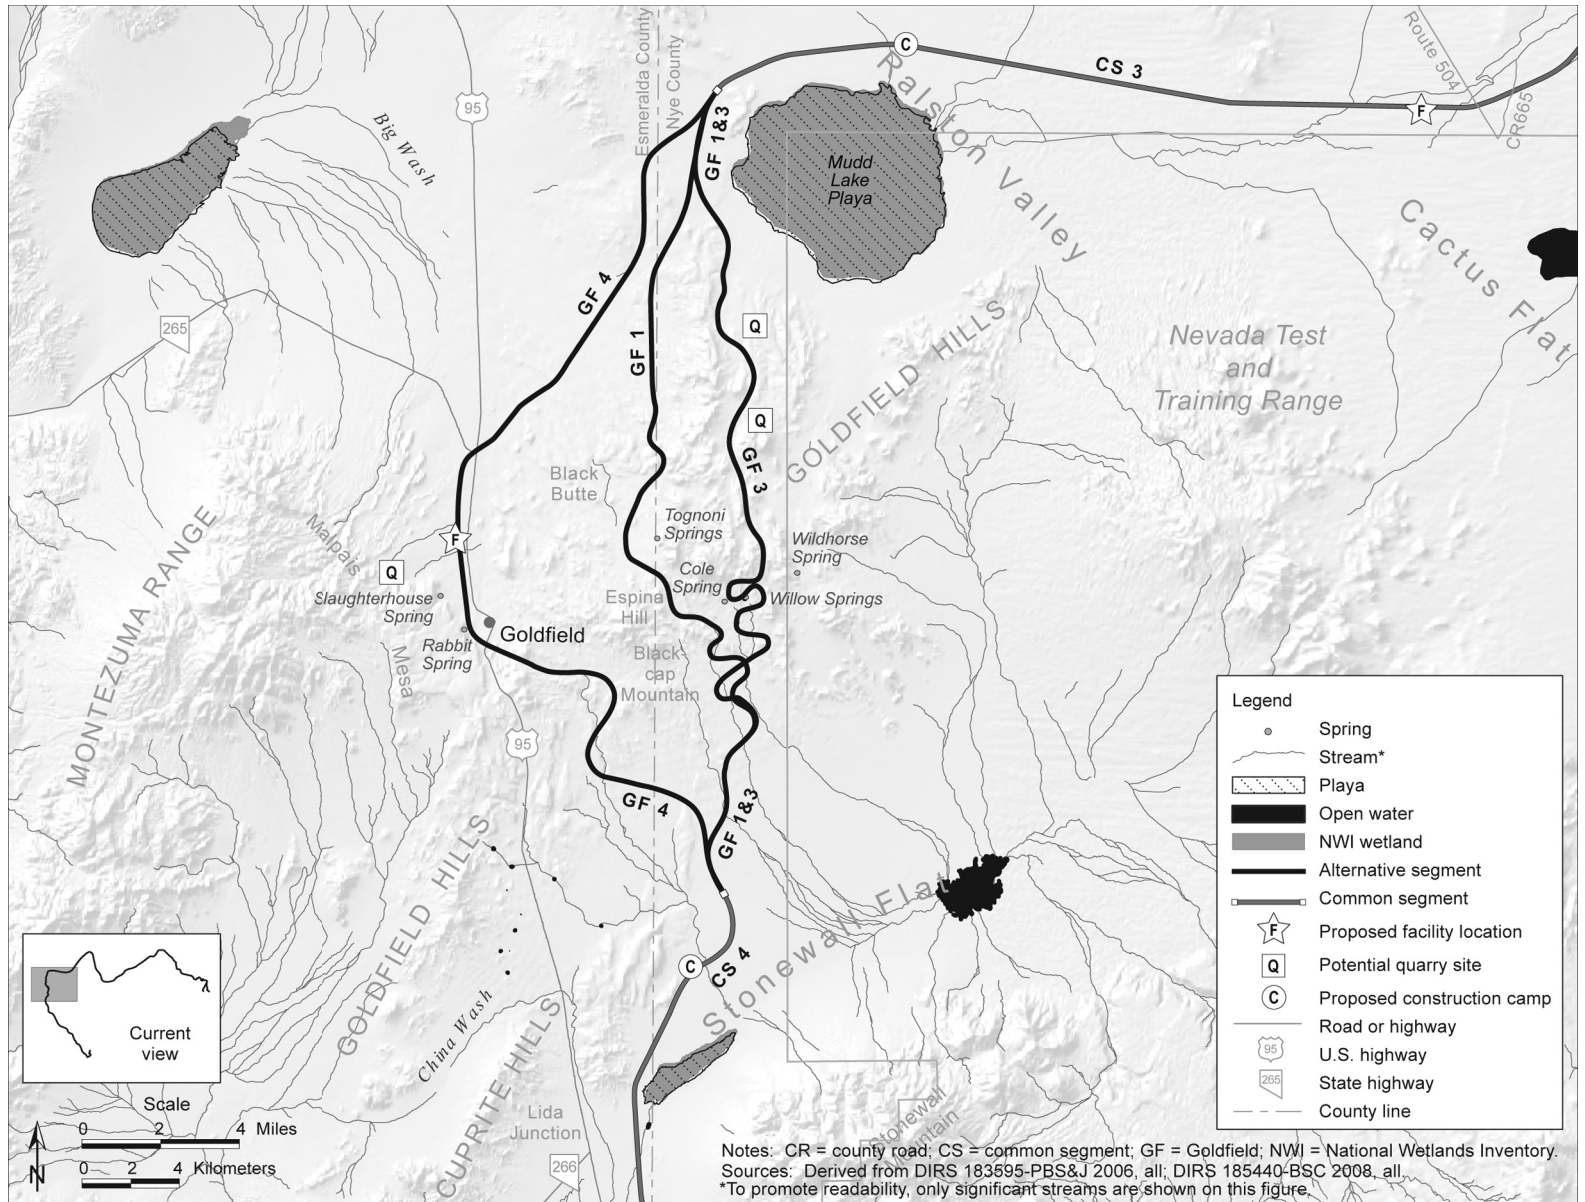 Esmeralda County
Nye County
C
CS 3
Route 504
CR665
F
95
Big Wash
GF 1&3
Mudd
Lake
Playa
Ralston Valley
Cactus Flat
265
GF 4
GF 1
Q
Nevada Test
and
Training Range
GOLDFIELD HILLS
Q
GF 3
Black
Butte
Tognoni
Springs
Wildhorse
Spring
MONTEZUMA RANGE
Malpais
Mesa
F
Q
Slaughterhouse
Spring
Cole
Spring
Willow Springs
Espina
Hill
Rabbit
Spring
Goldfield
Black-
cap
Mountain
95
GF 4
GF 1&3
GOLDFIELD HILLS
Stonewall Flat
C
CS 4
China Wash
CUPRITE HILLS
Lida
Junction
266
Stonewall
Mountain
Legend
Spring
Stream*
Playa
Open water
NWI wetland
Alternative segment
Common segment
F Proposed facility location
Q Potential quarry site
C Proposed construction camp
Road or highway
95 U.S. highway
265 State highway
County line
Current
view
Scale
0 2 4 Miles
0 2 4 Kilometers
N
Notes: CR = county road; CS = common segment; GF = Goldfield; NWI = National Wetlands Inventory.
Sources: Derived from DIRS 183595-PBS&J 2006, all; DIRS 185440-BSC 2008, all.
*To promote readability, only significant streams are shown on this figure.